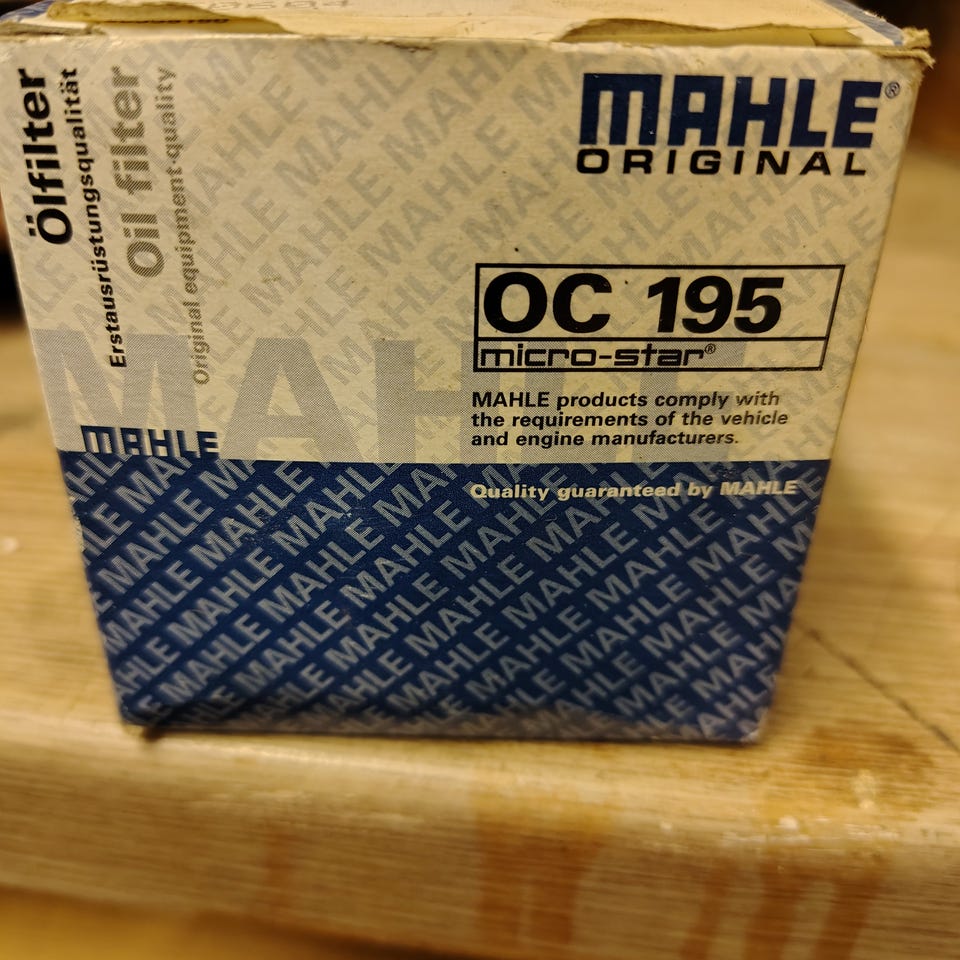 Ölfilter
Erstausrüstungsqualität
Oil filter
Original equipment-quality
MAHLE®
ORIGINAL
OC 195
micro-star®
MAHLE products comply with
the requirements of the vehicle
and engine manufacturers.
MAHLE
MAHLE
Quality guaranteed by MAHLE